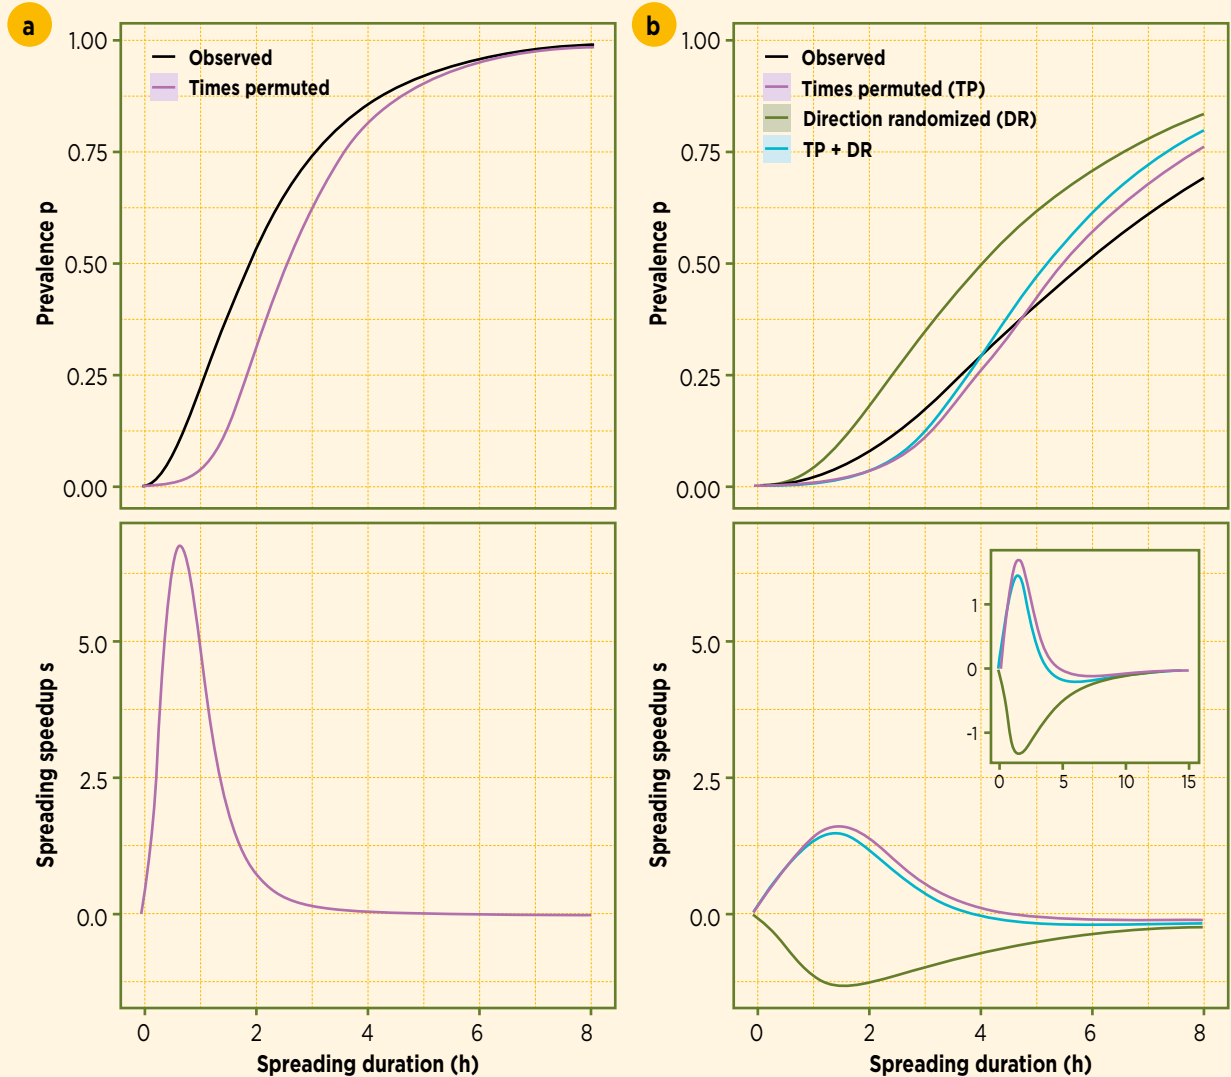 a
1.00
0.75
0.50
0.25
0.00
Prevalence p
Observed
Times permuted
5.0
2.5
0.0
Spreading speedup s
0 2 4 6 8
Spreading duration (h)
b
1.00
0.75
0.50
0.25
0.00
Prevalence p
Observed
Times permuted (TP)
Direction randomized (DR)
TP + DR
5.0
2.5
0.0
Spreading speedup s
1
0
-1
0 5 10 15
0 2 4 6 8
Spreading duration (h)